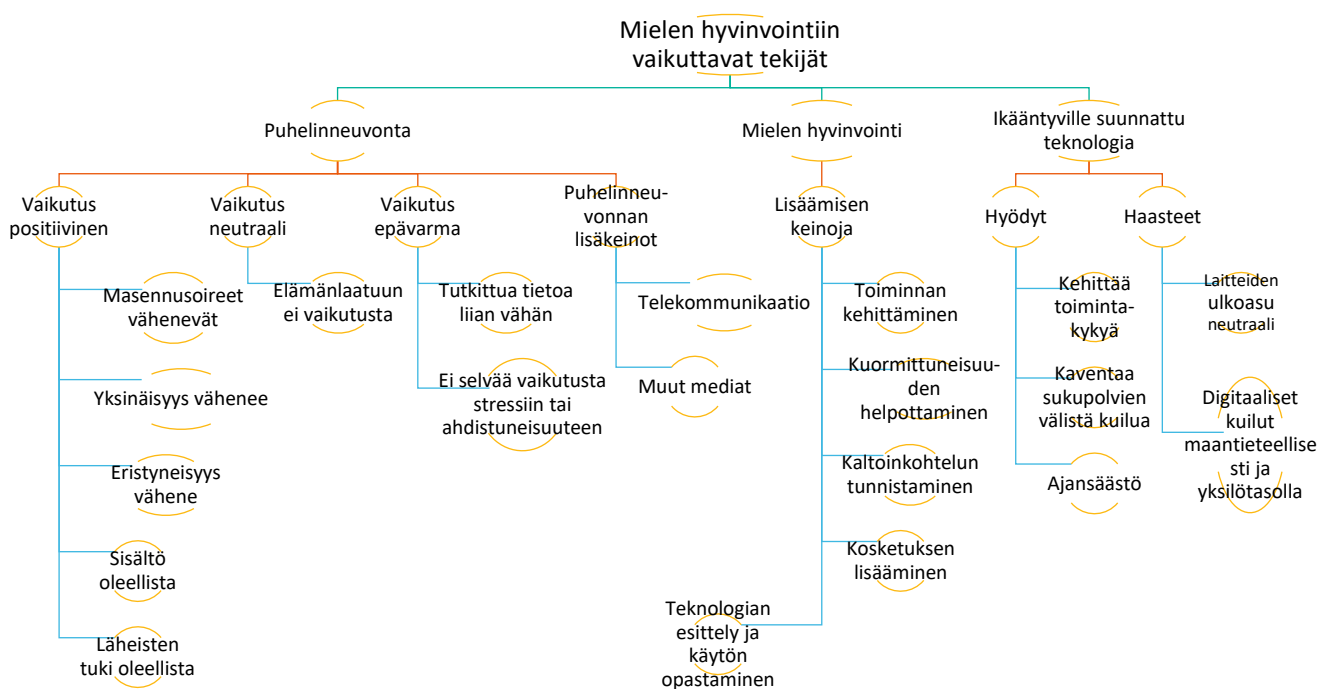 Mielen hyvinvointiin
vaikuttavat tekijät
Puhelinneuvonta
Mielen hyvinvointi
Ikääntyville suunnattu
teknologia
Vaikutus
positiivinen
Vaikutus
neutraali
Vaikutus
epävarma
Puhelinneu-
vonnan
lisäkeinot
Lisäämisen
keinoja
Hyödyt
Haasteet
Masennusoireet
vähenevät
Yksinäisyys vähenee
Eristyneisyys
vähene
Sisältö
oleellista
Läheisten
tuki oleellista
Elämänlaatuun
ei vaikutusta
Tutkittua tietoa
liian vähän
Ei selvää vaikutusta
stressiin tai
ahdistuneisuuteen
Telekommunikaatio
Muut mediat
Toiminnan
kehittäminen
Kuormittuneisuu-
den
helpottaminen
Kaltoinkohtelun
tunnistaminen
Kosketuksen
lisääminen
Teknologian
esittely ja
käytön
opastaminen
Kehittää
toiminta-
kykyä
Kaventaa
sukupolvien
välistä kuilua
Ajansäästö
Laitteiden
ulkoasu
neutraali
Digitaaliset
kuilut
maantieteellise
sti ja
yksilötasolla